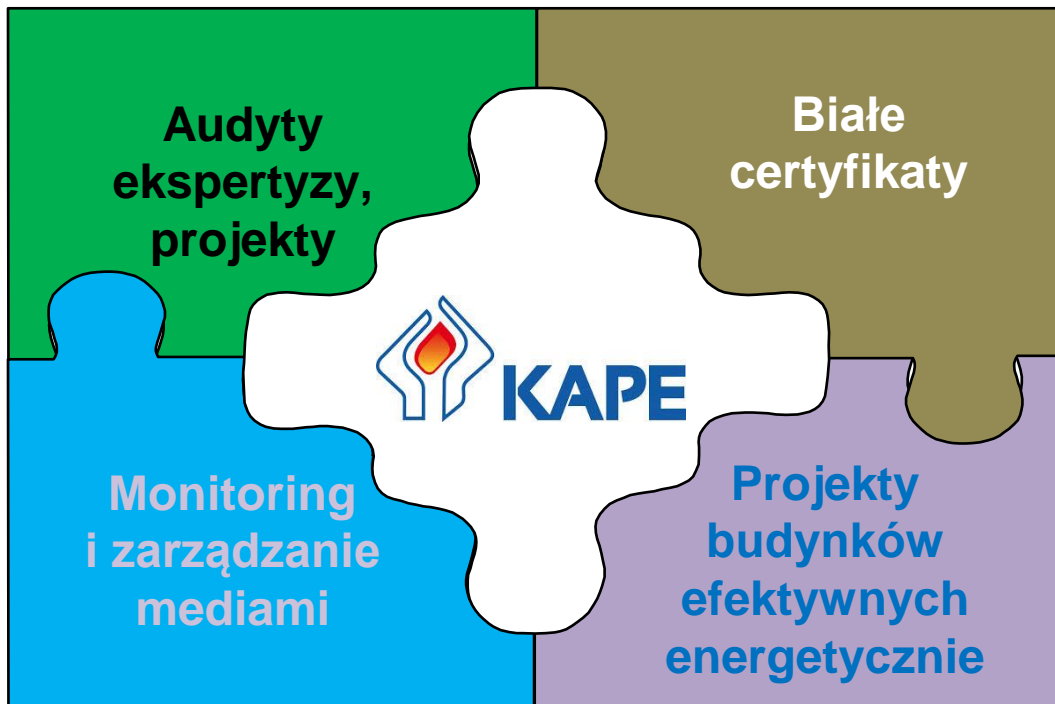 Audyty
ekspertyzy,
projekty
Białe
certyfikaty
KAPE
Monitoring
i zarządzanie
mediami
Projekty
budynków
efektywnych
energetycznie